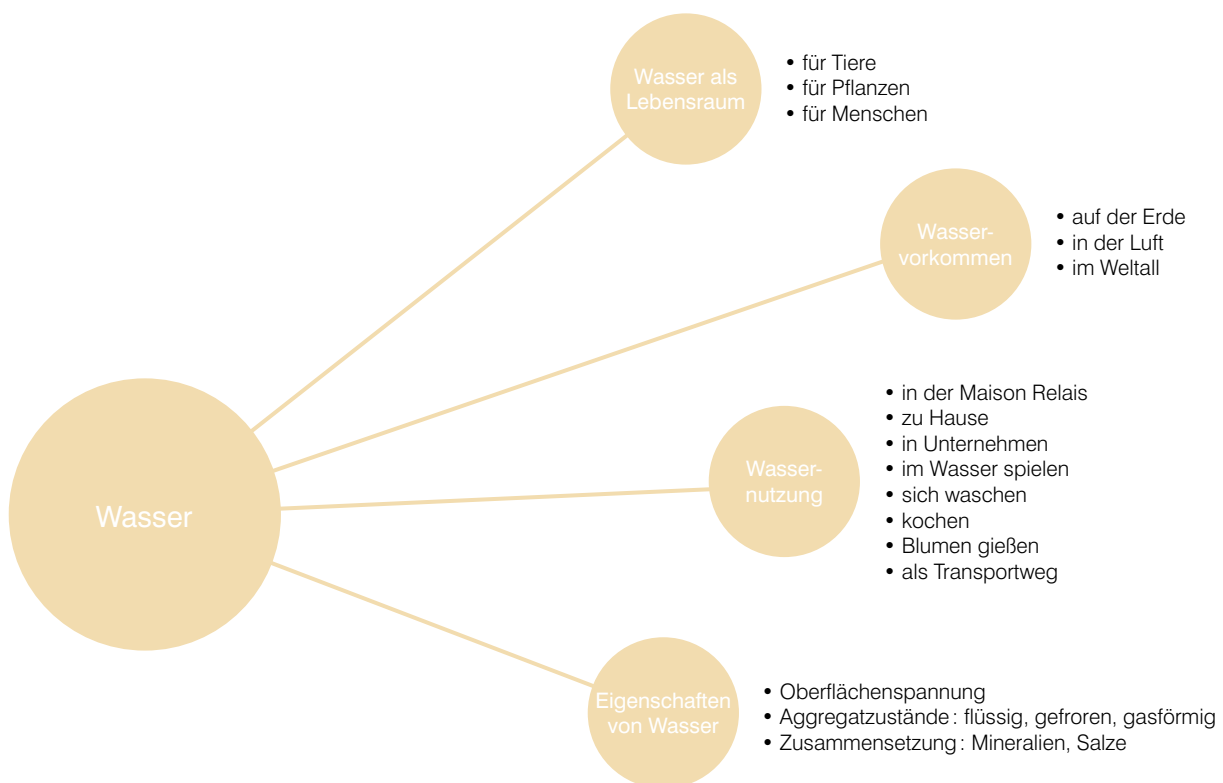 Wasser als
Lebensraum
• für Tiere
• für Pflanzen
• für Menschen
Wasser-
vorkommen
• auf der Erde
• in der Luft
• im Weltall
Wasser
Wasser-
nutzung
• in der Maison Relais
• zu Hause
• in Unternehmen
• im Wasser spielen
• sich waschen
• kochen
• Blumen gießen
• als Transportweg
Eigenschaften
von Wasser
• Oberflächenspannung
• Aggregatzustände: flüssig, gefroren, gasförmig
• Zusammensetzung: Mineralien, Salze